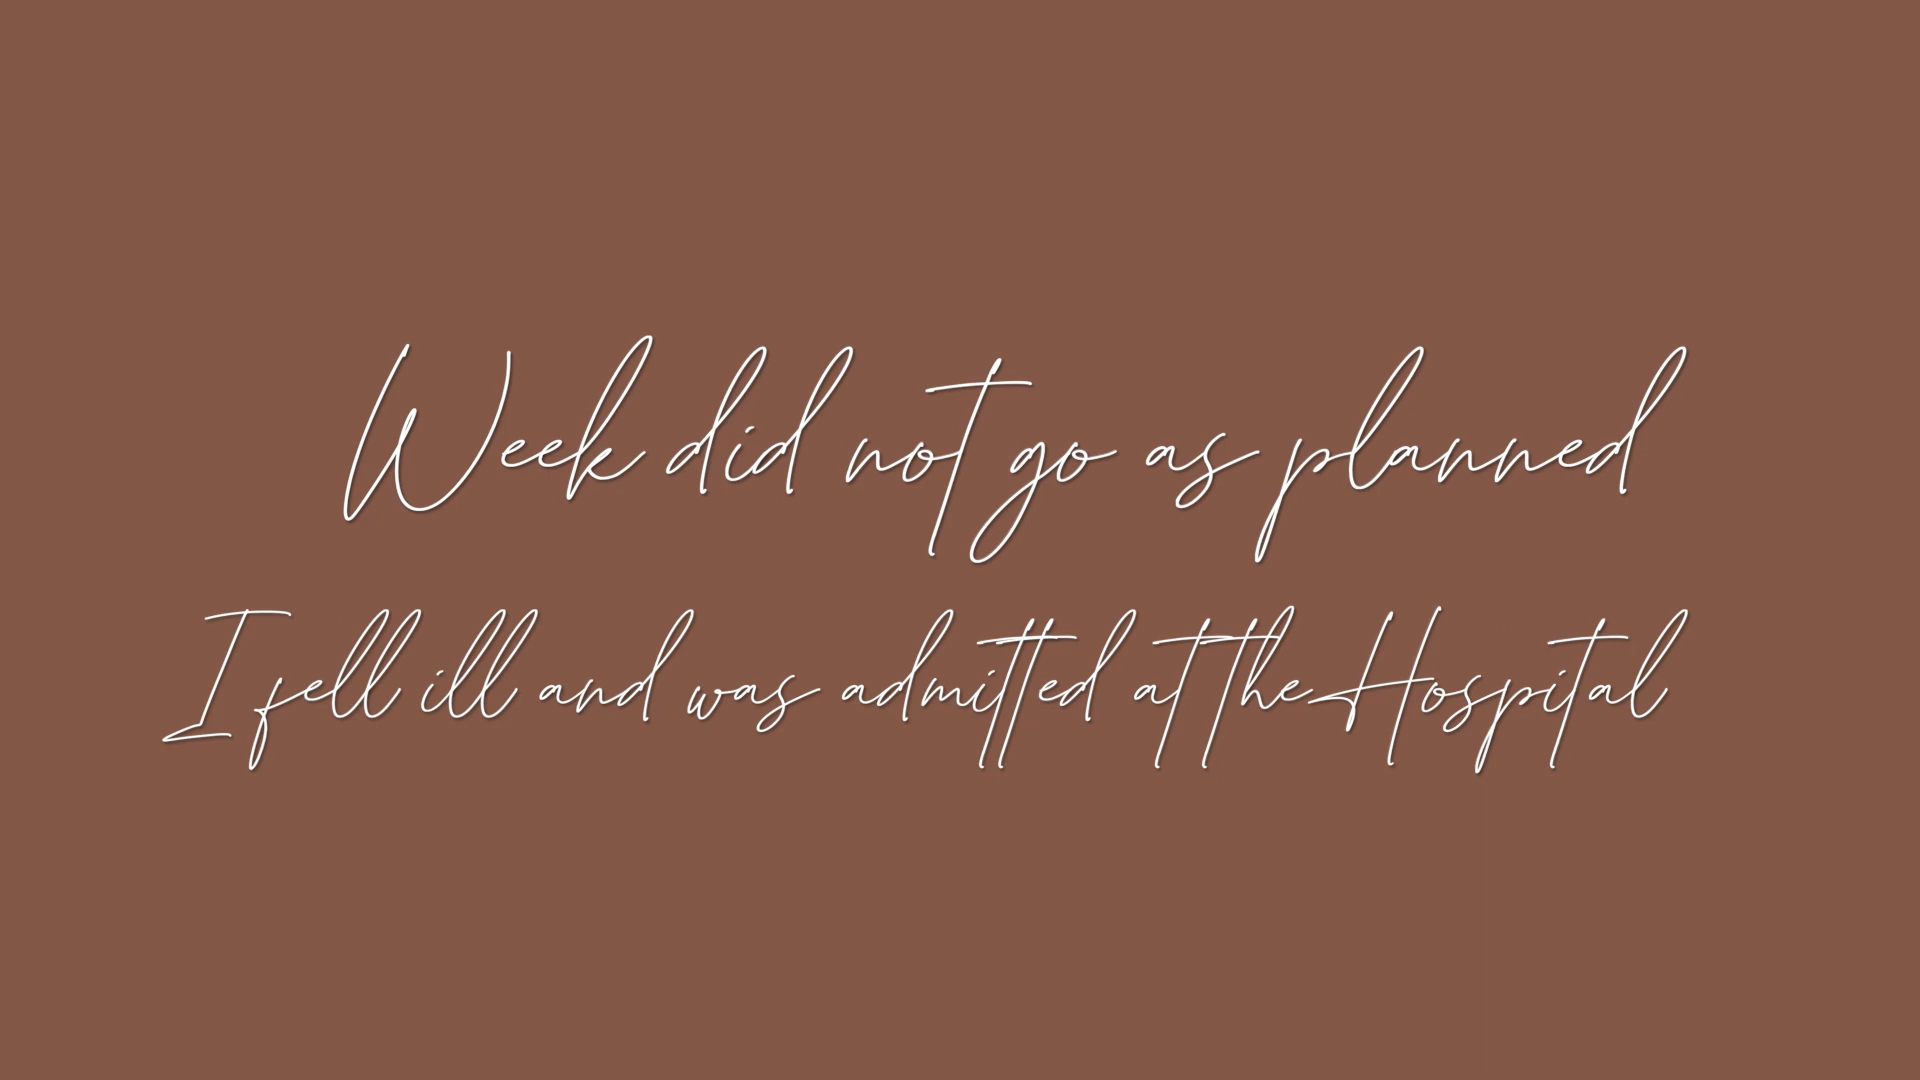 Week did not go as planned
I fell ill and was admitted at the Hospital